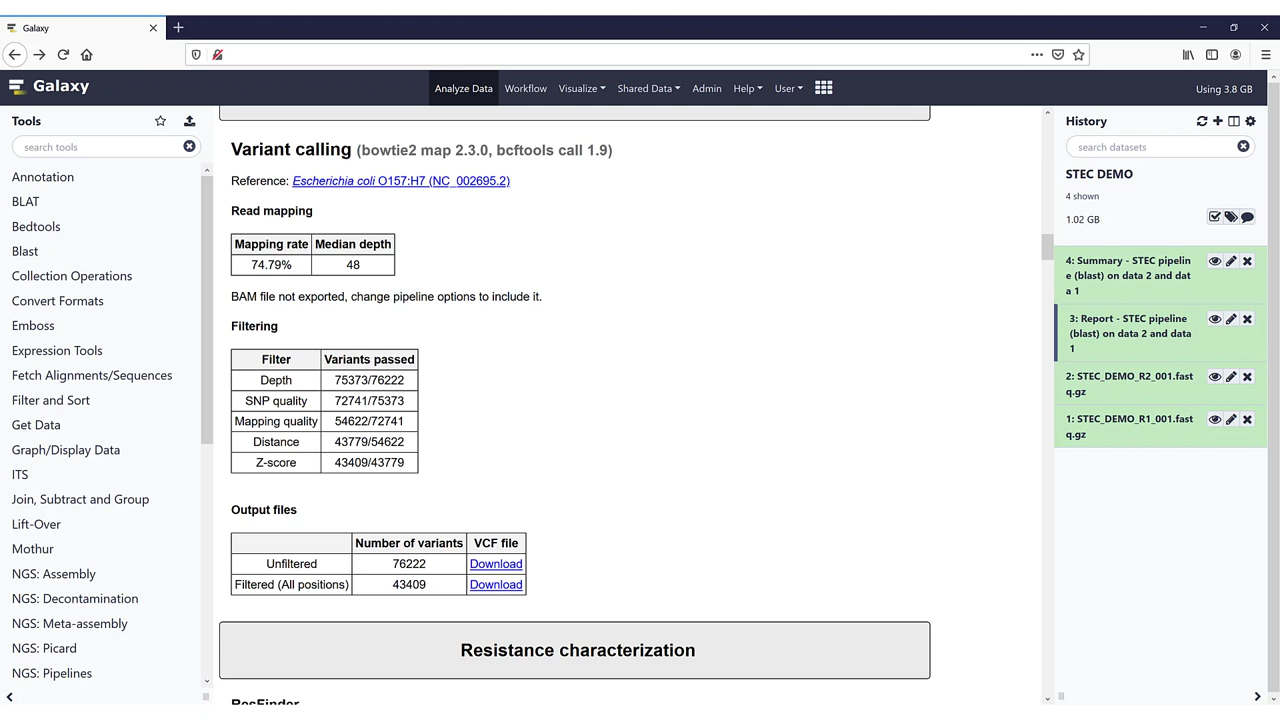 Galaxy
Galaxy
Analyze Data Workflow Visualize Shared Data Admin Help User
Using 3.8 GB
Tools
search tools
Annotation
BLAT
Bedtools
Blast
Collection Operations
Convert Formats
Emboss
Expression Tools
Fetch Alignments/Sequences
Filter and Sort
Get Data
Graph/Display Data
ITS
Join, Subtract and Group
Lift-Over
Mothur
NGS: Assembly
NGS: Decontamination
NGS: Meta-assembly
NGS: Picard
NGS: Pipelines
Variant calling (bowtie2 map 2.3.0, bcftools call 1.9)
Reference: Escherichia coli O157:H7 (NC_002695.2)
Read mapping
Mapping rate Median depth
74.79% 48
BAM file not exported, change pipeline options to include it.
Filtering
Filter Variants passed
Depth 75373/76222
SNP quality 72741/75373
Mapping quality 54622/72741
Distance 43779/54622
Z-score 43409/43779
Output files
Number of variants VCF file
Unfiltered 76222 Download
Filtered (All positions) 43409 Download
Resistance characterization
ResFinder
History
search datasets
STEC DEMO
4 shown
1.02 GB
4: Summary - STEC pipelin
e (blast) on data 2 and dat
a 1
3: Report - STEC pipeline
(blast) on data 2 and data
1
2: STEC_DEMO_R2_001.fast
q.gz
1: STEC_DEMO_R1_001.fast
q.gz